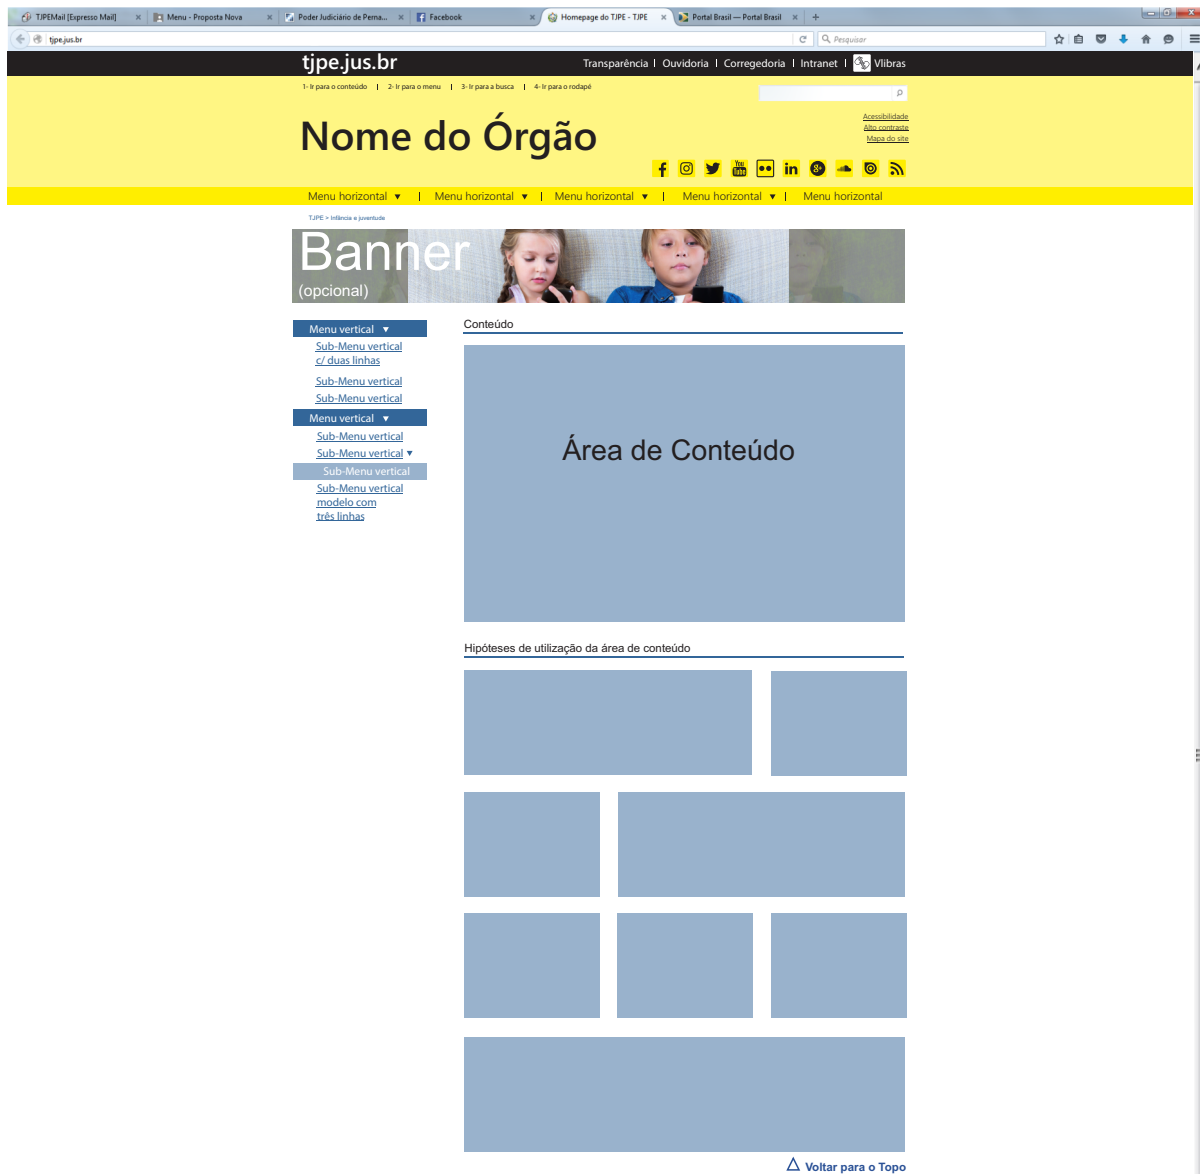 TJPEMail [Expresso Mail]
Menu - Proposta Nova
Poder Judiciário de Perna...
Facebook
Homepage do TJPE - TJPE
Portal Brasil — Portal Brasil
tjpe.jus.br
Pesquisar
tjpe.jus.br
Transparência | Ouvidoria | Corregedoria | Intranet | Vlibras
1- Ir para o conteúdo | 2- Ir para o menu | 3- Ir para a busca | 4- Ir para o rodapé
Acessibilidade
Alto contraste
Mapa do site
Nome do Órgão
You
Tube
in
8+
Menu horizontal ▼ | Menu horizontal ▼ | Menu horizontal ▼ | Menu horizontal ▼ | Menu horizontal
TJPE > Infância e juventude
Banner
(opcional)
Menu vertical ▼
Sub-Menu vertical
c/ duas linhas
Sub-Menu vertical
Sub-Menu vertical
Menu vertical ▼
Sub-Menu vertical
Sub-Menu vertical ▼
Sub-Menu vertical
Sub-Menu vertical
modelo com
três linhas
Conteúdo
Área de Conteúdo
Hipóteses de utilização da área de conteúdo
Voltar para o Topo